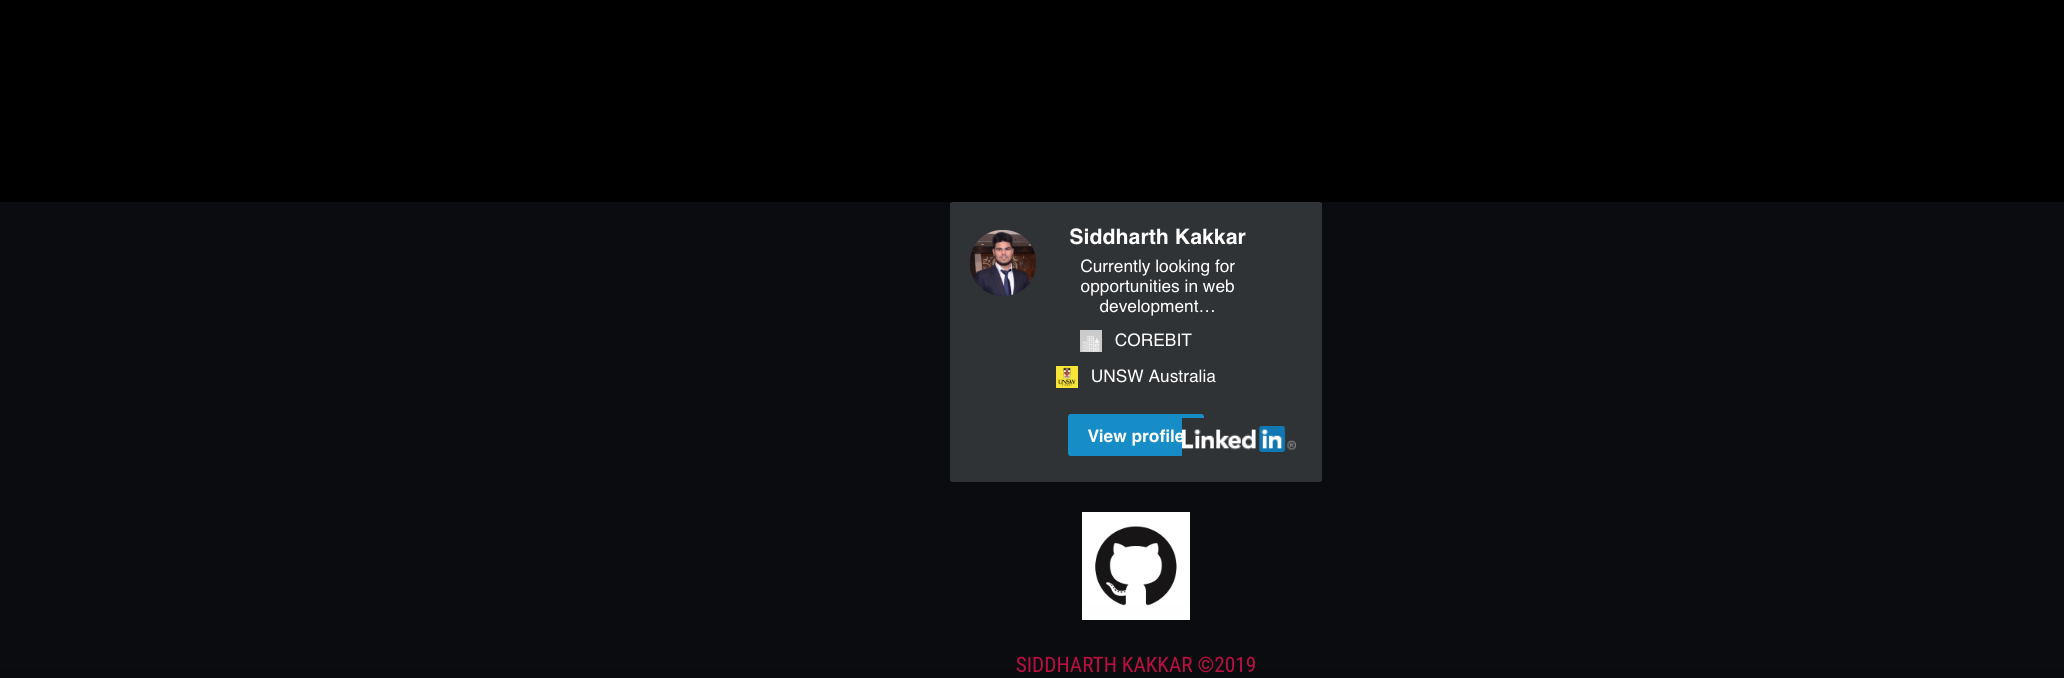 Siddharth Kakkar
Currently looking for
opportunities in web
development...
COREBIT
UNSW
UNSW Australia
View profile
Linked in ®
SIDDHARTH KAKKAR ©2019